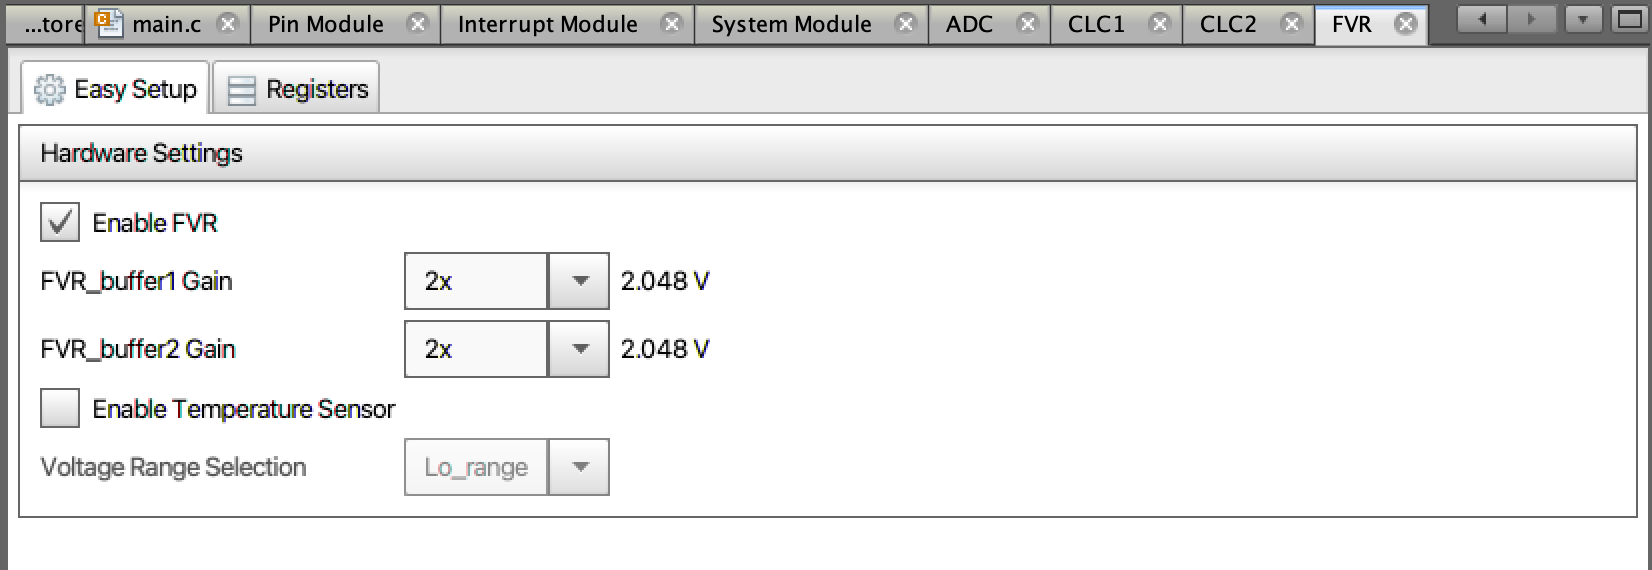 ...tore main.c Pin Module Interrupt Module System Module ADC CLC1 CLC2 FVR
Easy Setup Registers
Hardware Settings
Enable FVR
FVR_buffer1 Gain 2x 2.048 V
FVR_buffer2 Gain 2x 2.048 V
Enable Temperature Sensor
Voltage Range Selection Lo_range